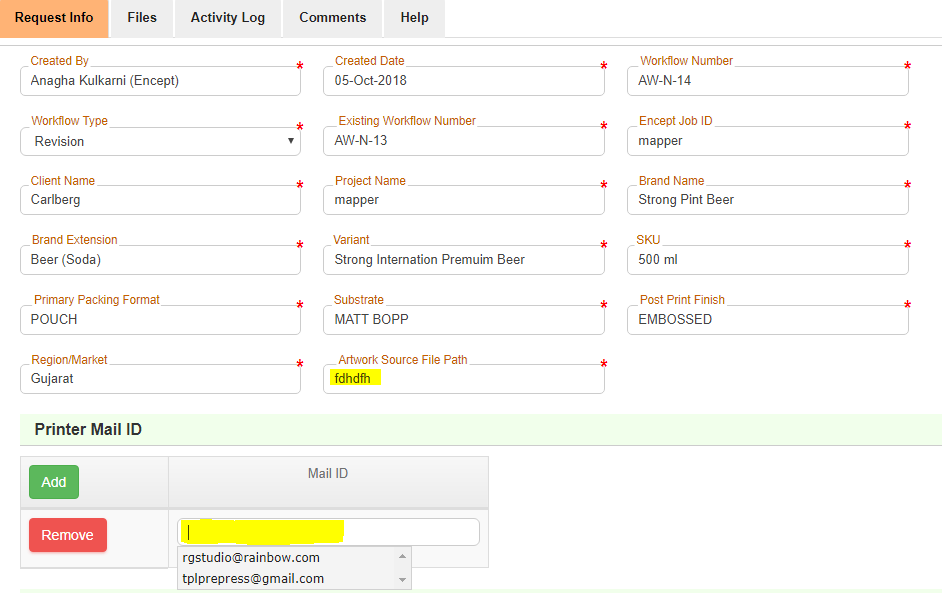 Request Info Files Activity Log Comments Help
Created By * Created Date * Workflow Number *
Anagha Kulkarni (Encept) 05-Oct-2018 AW-N-14
Workflow Type * Existing Workflow Number * Encept Job ID *
Revision AW-N-13 mapper
Client Name * Project Name * Brand Name *
Carlberg mapper Strong Pint Beer
Brand Extension * Variant * SKU *
Beer (Soda) Strong Internation Premuim Beer 500 ml
Primary Packing Format * Substrate * Post Print Finish *
POUCH MATT BOPP EMBOSSED
Region/Market * Artwork Source File Path *
Gujarat fdhdfh
Printer Mail ID
Add Mail ID
Remove
rgstudio@rainbow.com
tplprepress@gmail.com